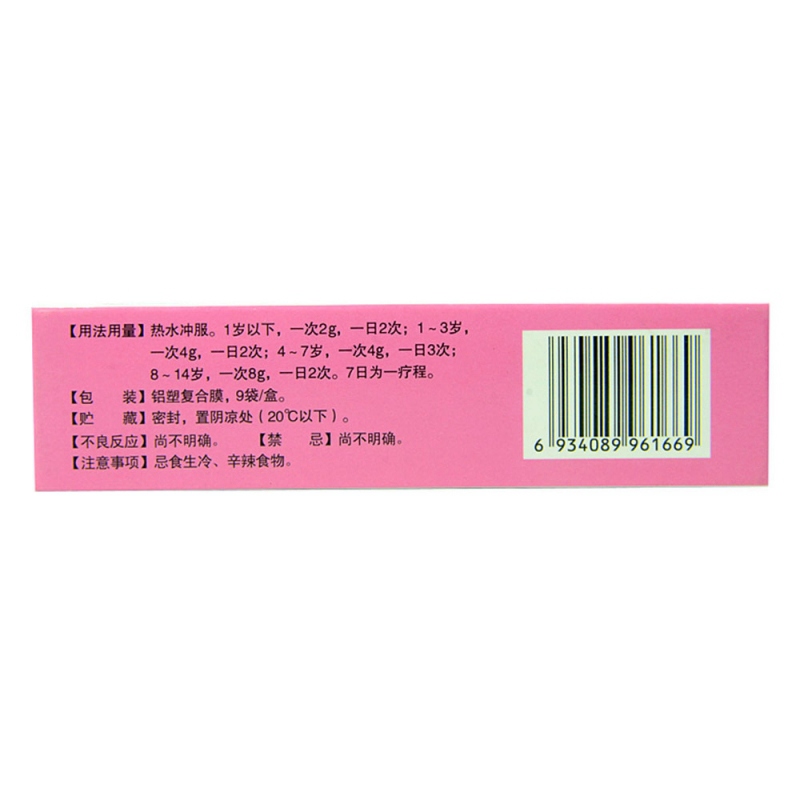 【用法用量】热水冲服。1岁以下，一次2g，一日2次；1～3岁，
一次4g，一日2次；4～7岁，一次4g，一日3次；
8～14岁，一次8g，一日2次。7日为一疗程。
【包　　装】铝塑复合膜，9袋/盒。
【贮　　藏】密封，置阴凉处（20℃以下）。
【不良反应】尚不明确。　【禁　　忌】尚不明确。
【注意事项】忌食生冷、辛辣食物。
6 934089 961669